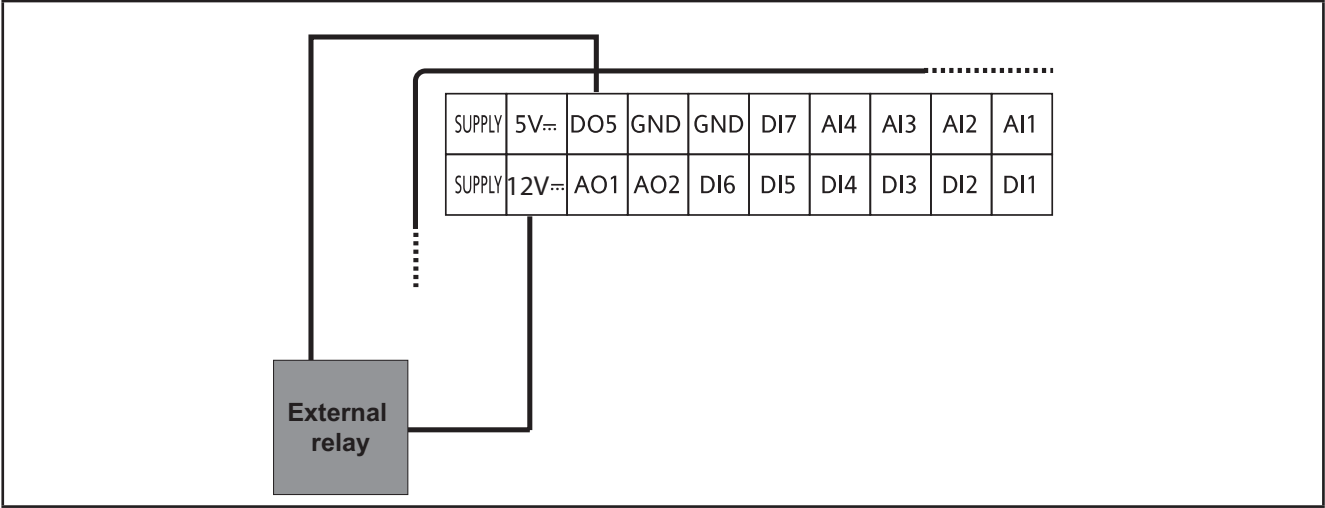 SUPPLY 5V⎓ DO5 GND GND DI7 AI4 AI3 AI2 AI1
SUPPLY 12V⎓ AO1 AO2 DI6 DI5 DI4 DI3 DI2 DI1
External
relay